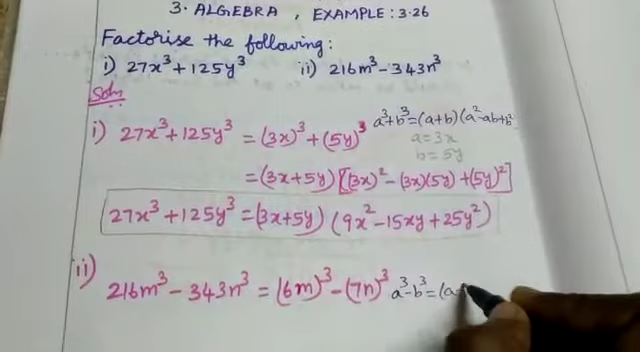 3. ALGEBRA , EXAMPLE: 3.26
Factorise the following:
i) 27x³+125y³ ii) 216m³-343n³
Soln
i) 27x³+125y³ = (3x)³+(5y)³ a³+b³=(a+b)(a²-ab+b²
a=3x
b=5y
=(3x+5y)[(3x)²-(3x)(5y)+(5y)²]
27x³+125y³=(3x+5y) (9x²-15xy+25y²)
ii) 216m³-343n³ = (6m)³-(7n)³ a³-b³=(a-